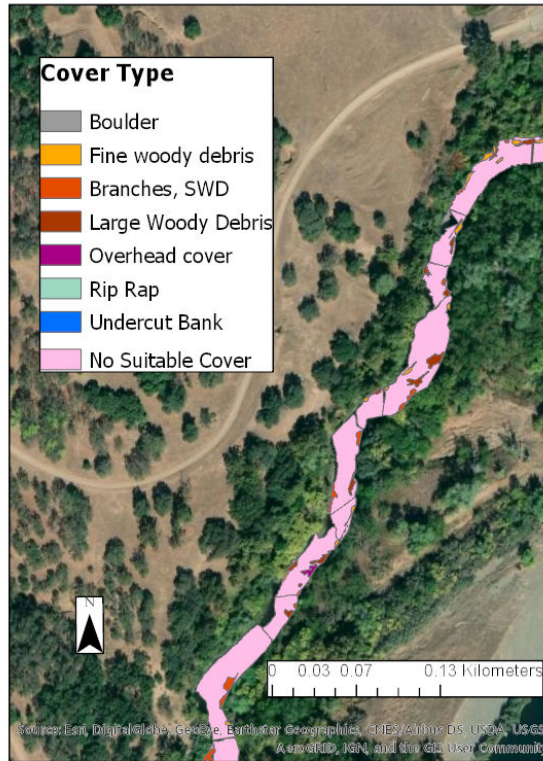 Cover Type
Boulder
Fine woody debris
Branches, SWD
Large Woody Debris
Overhead cover
Rip Rap
Undercut Bank
No Suitable Cover
N
0 0.03 0.07 0.13 Kilometers
Source: Esri, DigitalGlobe, GeoEye, Earthstar Geographics, CNES/Airbus DS, USDA, USGS,
AeroGRID, IGN, and the GIS User Community